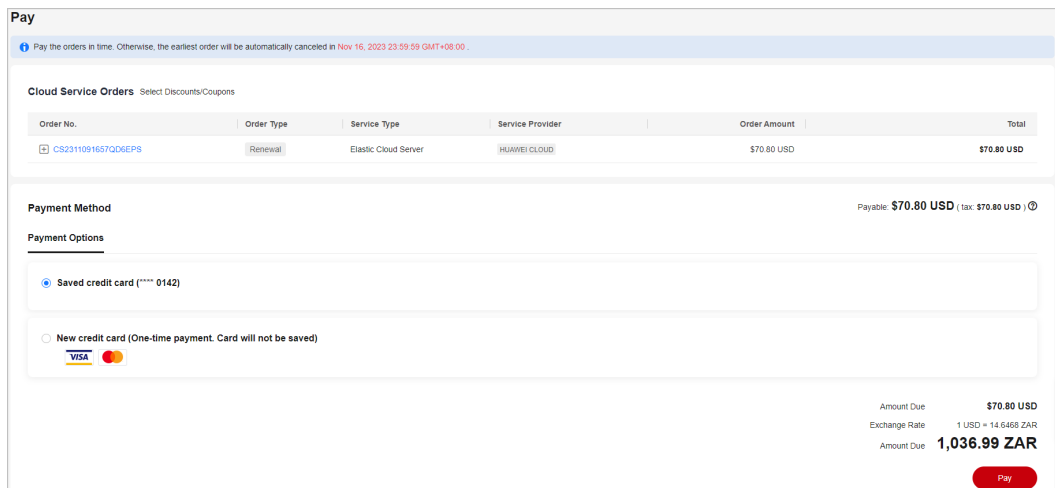 Pay
Pay the orders in time. Otherwise, the earliest order will be automatically canceled in Nov 16, 2023 23:59:59 GMT+08:00 .
Cloud Service Orders Select Discounts/Coupons
Order No. Order Type Service Type Service Provider Order Amount Total
CS2311091657QD6EPS Renewal Elastic Cloud Server HUAWEI CLOUD $70.80 USD $70.80 USD
Payment Method Payable: $70.80 USD ( tax: $70.80 USD )
Payment Options
Saved credit card (**** 0142)
New credit card (One-time payment. Card will not be saved)
VISA
Amount Due $70.80 USD
Exchange Rate 1 USD = 14.6468 ZAR
Amount Due 1,036.99 ZAR
Pay